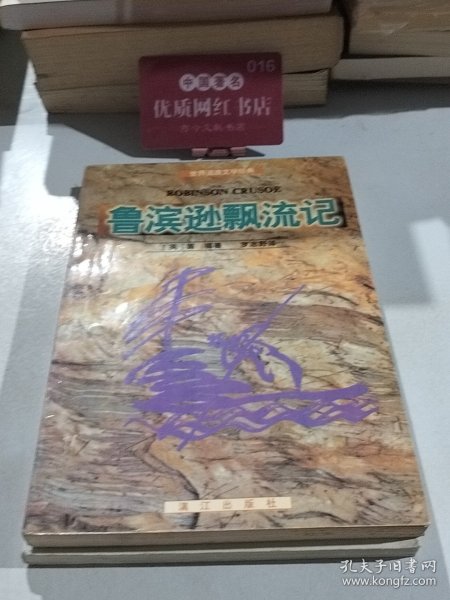 016
中国著名
优质网红书店
ROBINSON CRUSOE
鲁滨逊飘流记
漓江出版社
孔夫子旧书网
www.kongfz.com